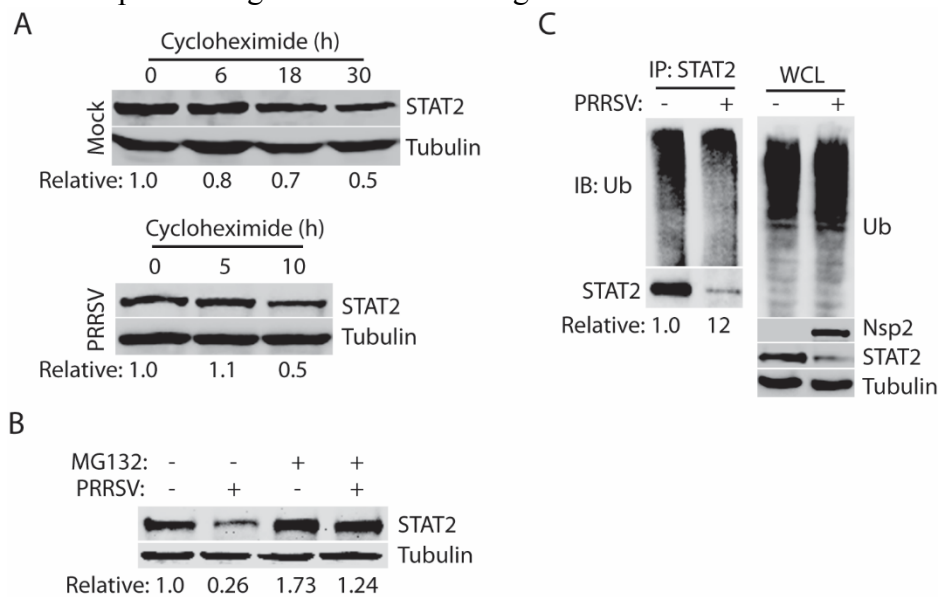 A
Cycloheximide (h)
0 6 18 30
Mock
STAT2
Tubulin
Relative: 1.0 0.8 0.7 0.5
Cycloheximide (h)
0 5 10
PRRSV
STAT2
Tubulin
Relative: 1.0 1.1 0.5
B
MG132: - - + +
PRRSV: - + - +
STAT2
Tubulin
Relative: 1.0 0.26 1.73 1.24
C
IP: STAT2 WCL
PRRSV: - + - +
IB: Ub
Ub
STAT2
Relative: 1.0 12
Nsp2
STAT2
Tubulin